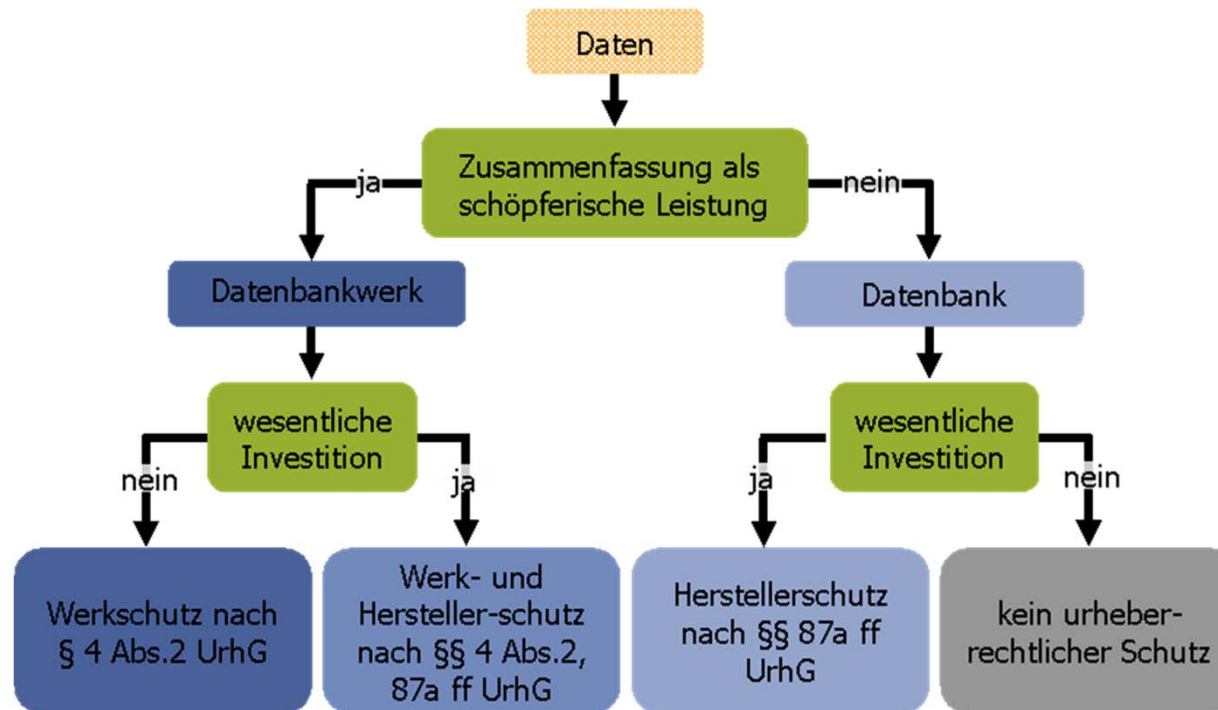 Daten
Zusammenfassung als
schöpferische Leistung
ja
nein
Datenbankwerk
Datenbank
wesentliche
Investition
wesentliche
Investition
nein
ja
ja
nein
Werkschutz nach
§ 4 Abs.2 UrhG
Werk- und
Hersteller-schutz
nach §§ 4 Abs.2,
87a ff UrhG
Herstellerschutz
nach §§ 87a ff
UrhG
kein urheber-
rechtlicher Schutz